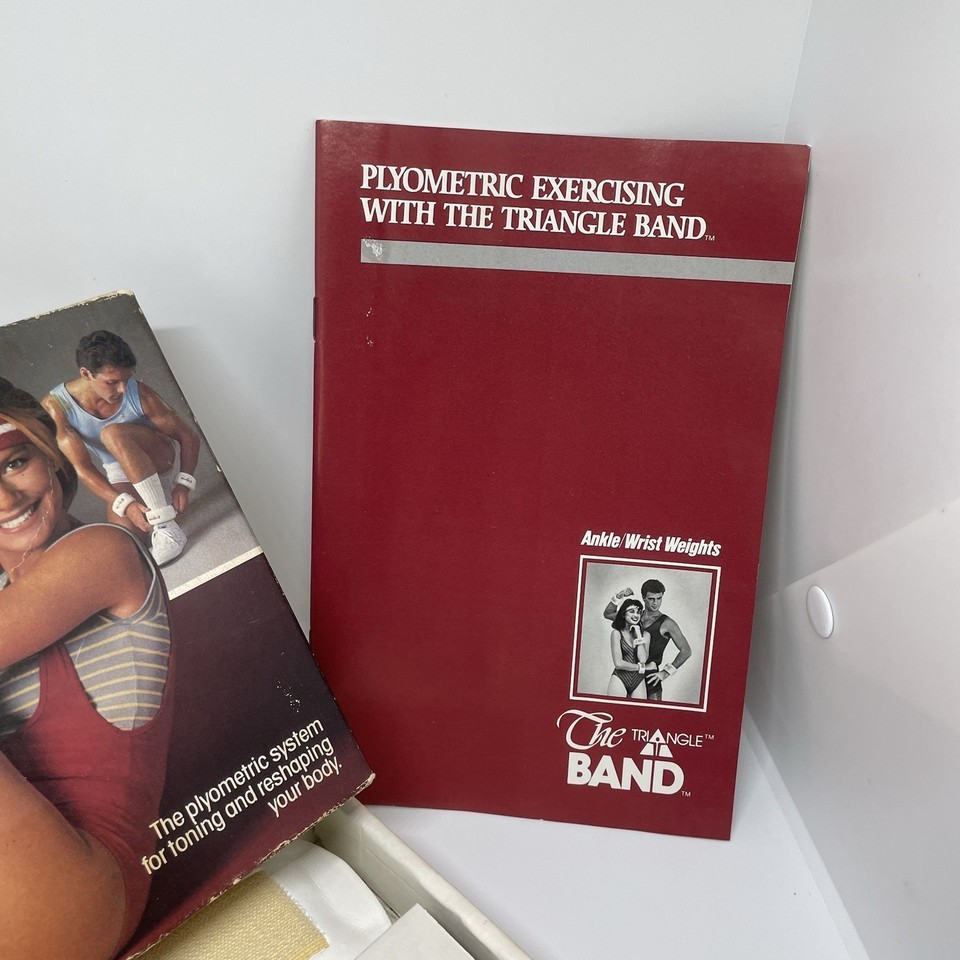 PLYOMETRIC EXERCISING
WITH THE TRIANGLE BAND™
Ankle/Wrist Weights
The TRIANGLE™
BAND™
The plyometric system
for toning and reshaping
your body.